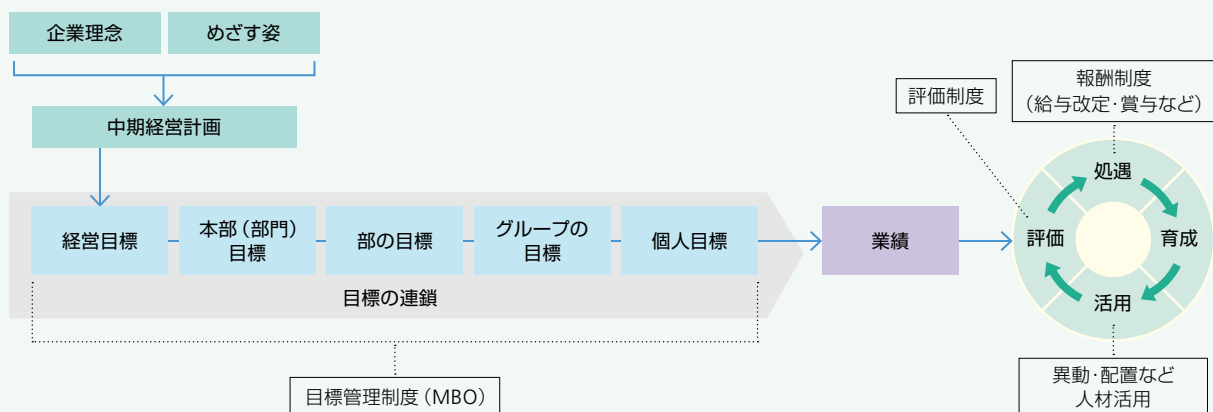 企業理念
めざす姿
中期経営計画
経営目標
本部（部門）
目標
部の目標
グループの
目標
個人目標
目標の連鎖
目標管理制度（MBO）
業績
評価制度
報酬制度
（給与改定・賞与など）
処遇
評価
育成
活用
異動・配置など
人材活用